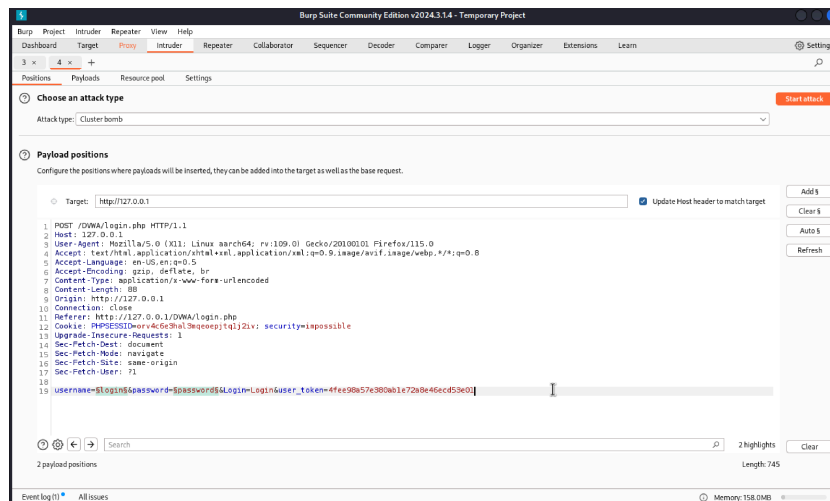 Burp Suite Community Edition v2024.3.1.4 - Temporary Project
Burp Project Intruder Repeater View Help
Dashboard Target Proxy Intruder Repeater Collaborator Sequencer Decoder Comparer Logger Organizer Extensions Learn Setting
3 × 4 × +
Positions Payloads Resource pool Settings
Choose an attack type
Start attack
Attack type: Cluster bomb
Payload positions
Configure the positions where payloads will be inserted, they can be added into the target as well as the base request.
Add §
Target: http://127.0.0.1 Update Host header to match target
Clear §
Auto §
Refresh
1 POST /DVWA/login.php HTTP/1.1
2 Host: 127.0.0.1
3 User-Agent: Mozilla/5.0 (X11; Linux aarch64; rv:109.0) Gecko/20100101 Firefox/115.0
4 Accept: text/html,application/xhtml+xml,application/xml;q=0.9,image/avif,image/webp,*/*;q=0.8
5 Accept-Language: en-US,en;q=0.5
6 Accept-Encoding: gzip, deflate, br
7 Content-Type: application/x-www-form-urlencoded
8 Content-Length: 88
9 Origin: http://127.0.0.1
10 Connection: close
11 Referer: http://127.0.0.1/DVWA/login.php
12 Cookie: PHPSESSID=orv4c6e3hal3mqeoepjtq1j2iv; security=impossible
13 Upgrade-Insecure-Requests: 1
14 Sec-Fetch-Dest: document
15 Sec-Fetch-Mode: navigate
16 Sec-Fetch-Site: same-origin
17 Sec-Fetch-User: ?1
18
19 username=§login§&password=§password§&Login=Login&user_token=4fee98a57e380ab1e72a8e46ecd53e01
Search 2 highlights Clear
2 payload positions Length: 745
Event log (1) All issues Memory: 158.0MB